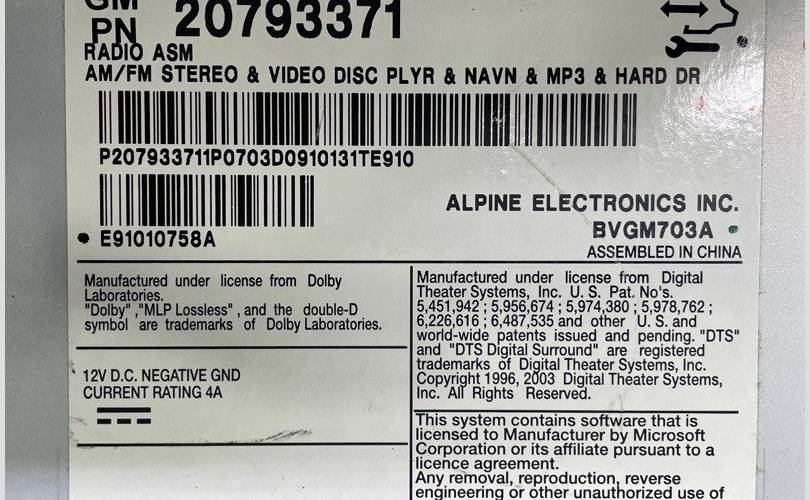 GM
PN 20793371
RADIO ASM
AM/FM STEREO & VIDEO DISC PLYR & NAVN & MP3 & HARD DR
P207933711P0703D0910131TE910
E91010758A
ALPINE ELECTRONICS INC.
BVGM703A
ASSEMBLED IN CHINA
Manufactured under license from Dolby
Laboratories.
"Dolby" ,"MLP Lossless" , and the double-D
symbol are trademarks of Dolby Laboratories.
12V D.C. NEGATIVE GND
CURRENT RATING 4A
Manufactured under license from Digital
Theater Systems, Inc. U. S. Pat. No's.
5,451,942 ; 5,956,674 ; 5,974,380 ; 5,978,762 ;
6,226,616 ; 6,487,535 and other U. S. and
world-wide patents issued and pending. "DTS"
and "DTS Digital Surround" are registered
trademarks of Digital Theater Systems, Inc.
Copyright 1996, 2003 Digital Theater Systems,
Inc. All Rights Reserved.
This system contains software that is
licensed to Manufacturer by Microsoft
Corporation or its affiliate pursuant to a
licence agreement.
Any removal, reproduction, reverse
engineering or other unauthorized use of